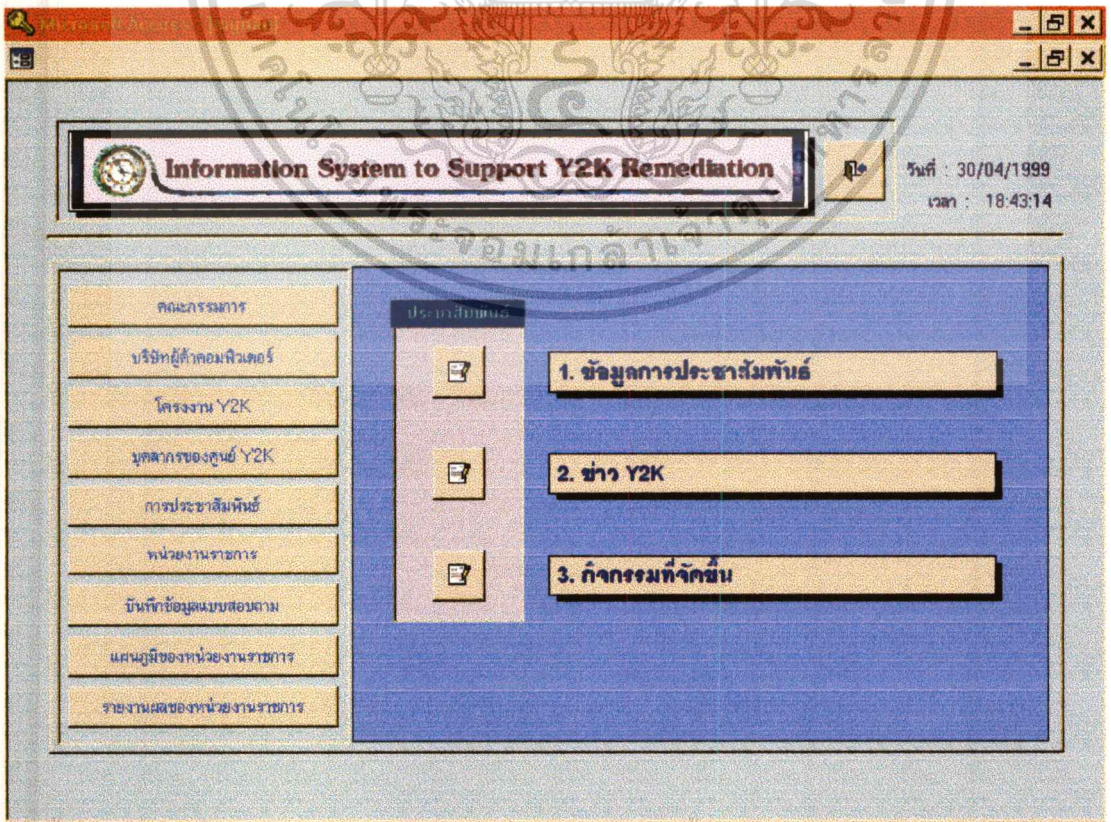 Microsoft Access
Information System to Support Y2K Remediation
วันที่ : 30/04/1999
เวลา : 18:43:14
คณะกรรมการ
บริษัทผู้ค้าคอมพิวเตอร์
โครงงาน Y2K
บุคลากรของศูนย์ Y2K
การประชาสัมพันธ์
หน่วยงานราชการ
บันทึกข้อมูลแบบสอบถาม
แผนภูมิของหน่วยงานราชการ
รายงานผลของหน่วยงานราชการ
ประชาสัมพันธ์
1. ข้อมูลการประชาสัมพันธ์
2. ข่าว Y2K
3. กิจกรรมที่จัดขึ้น